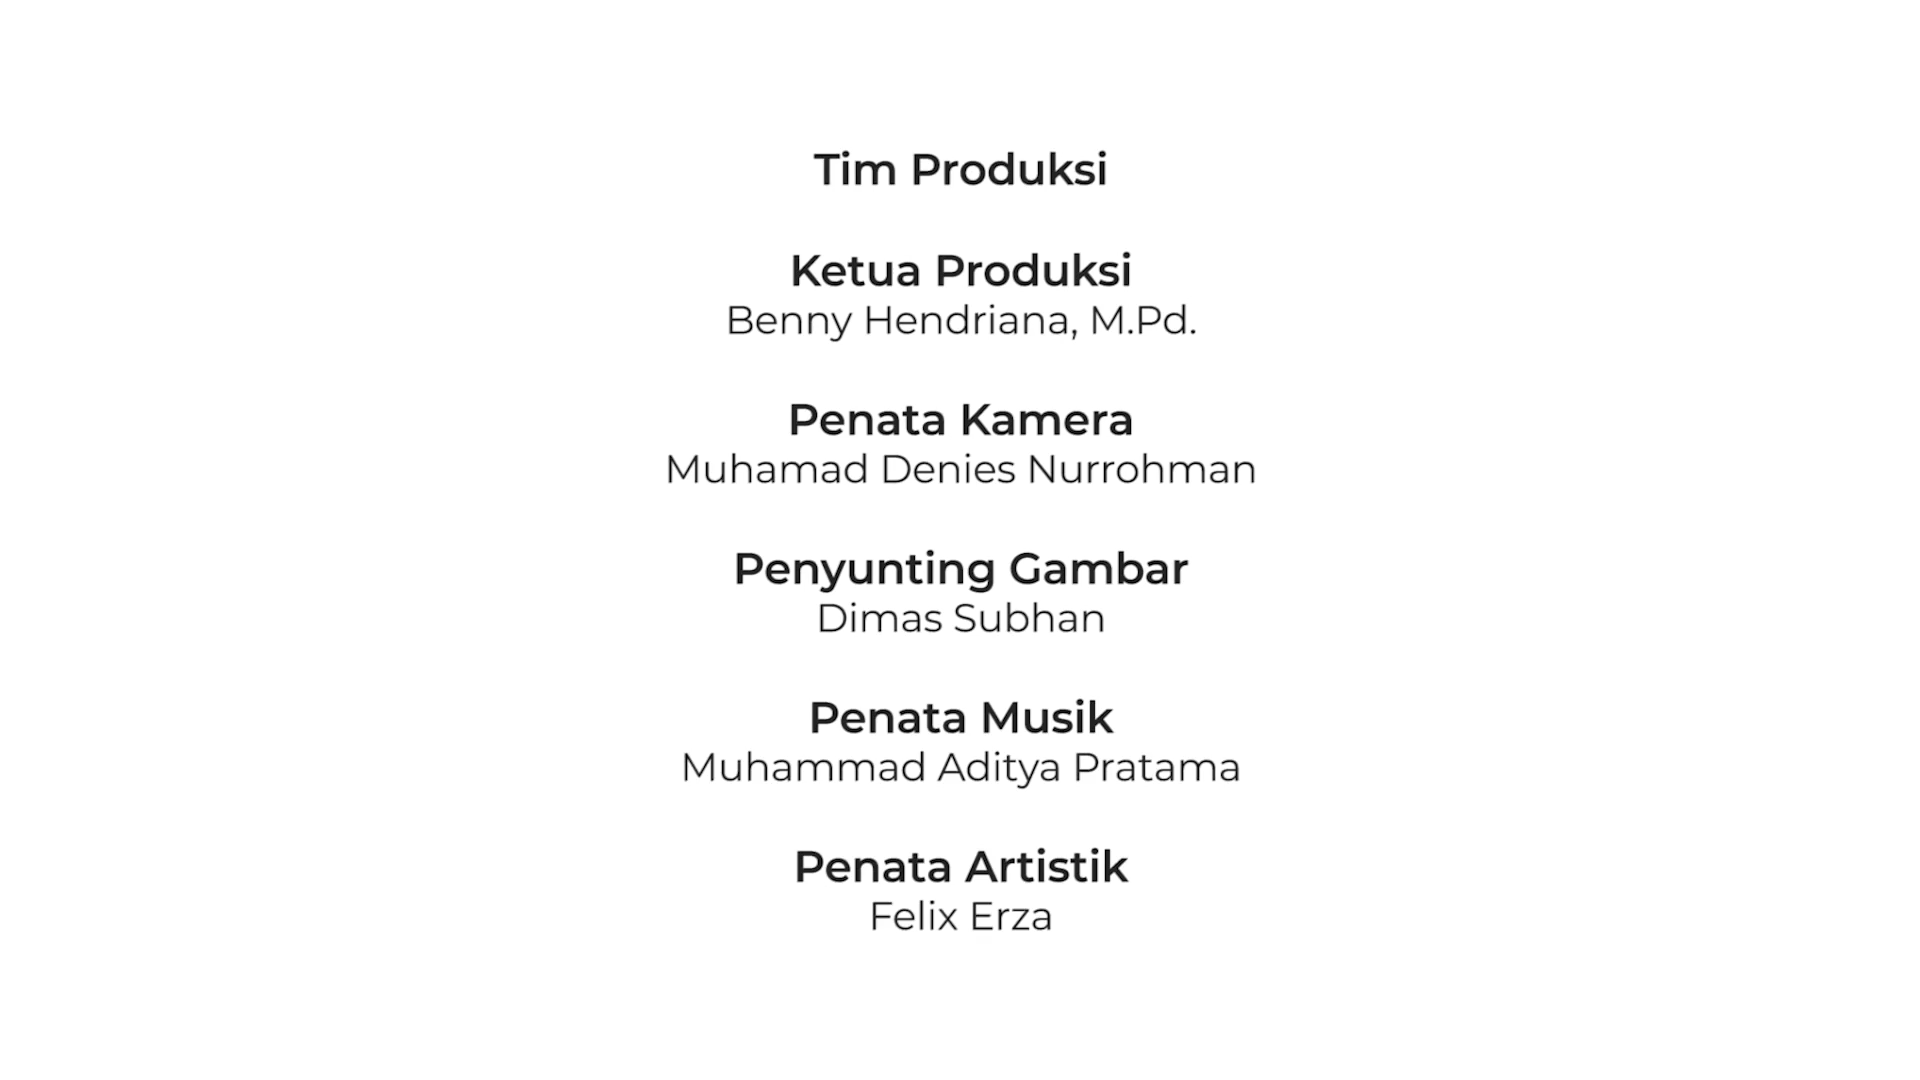 Tim Produksi
Ketua Produksi
Benny Hendriana, M.Pd.
Penata Kamera
Muhamad Denies Nurrohman
Penyunting Gambar
Dimas Subhan
Penata Musik
Muhammad Aditya Pratama
Penata Artistik
Felix Erza